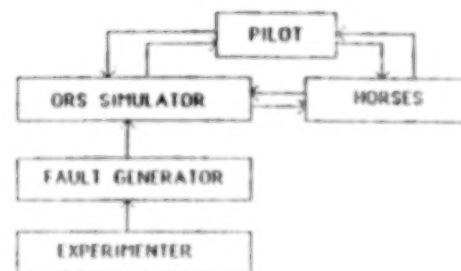 PILOT
ORS SIMULATOR
HORSES
FAULT GENERATOR
EXPERIMENTER